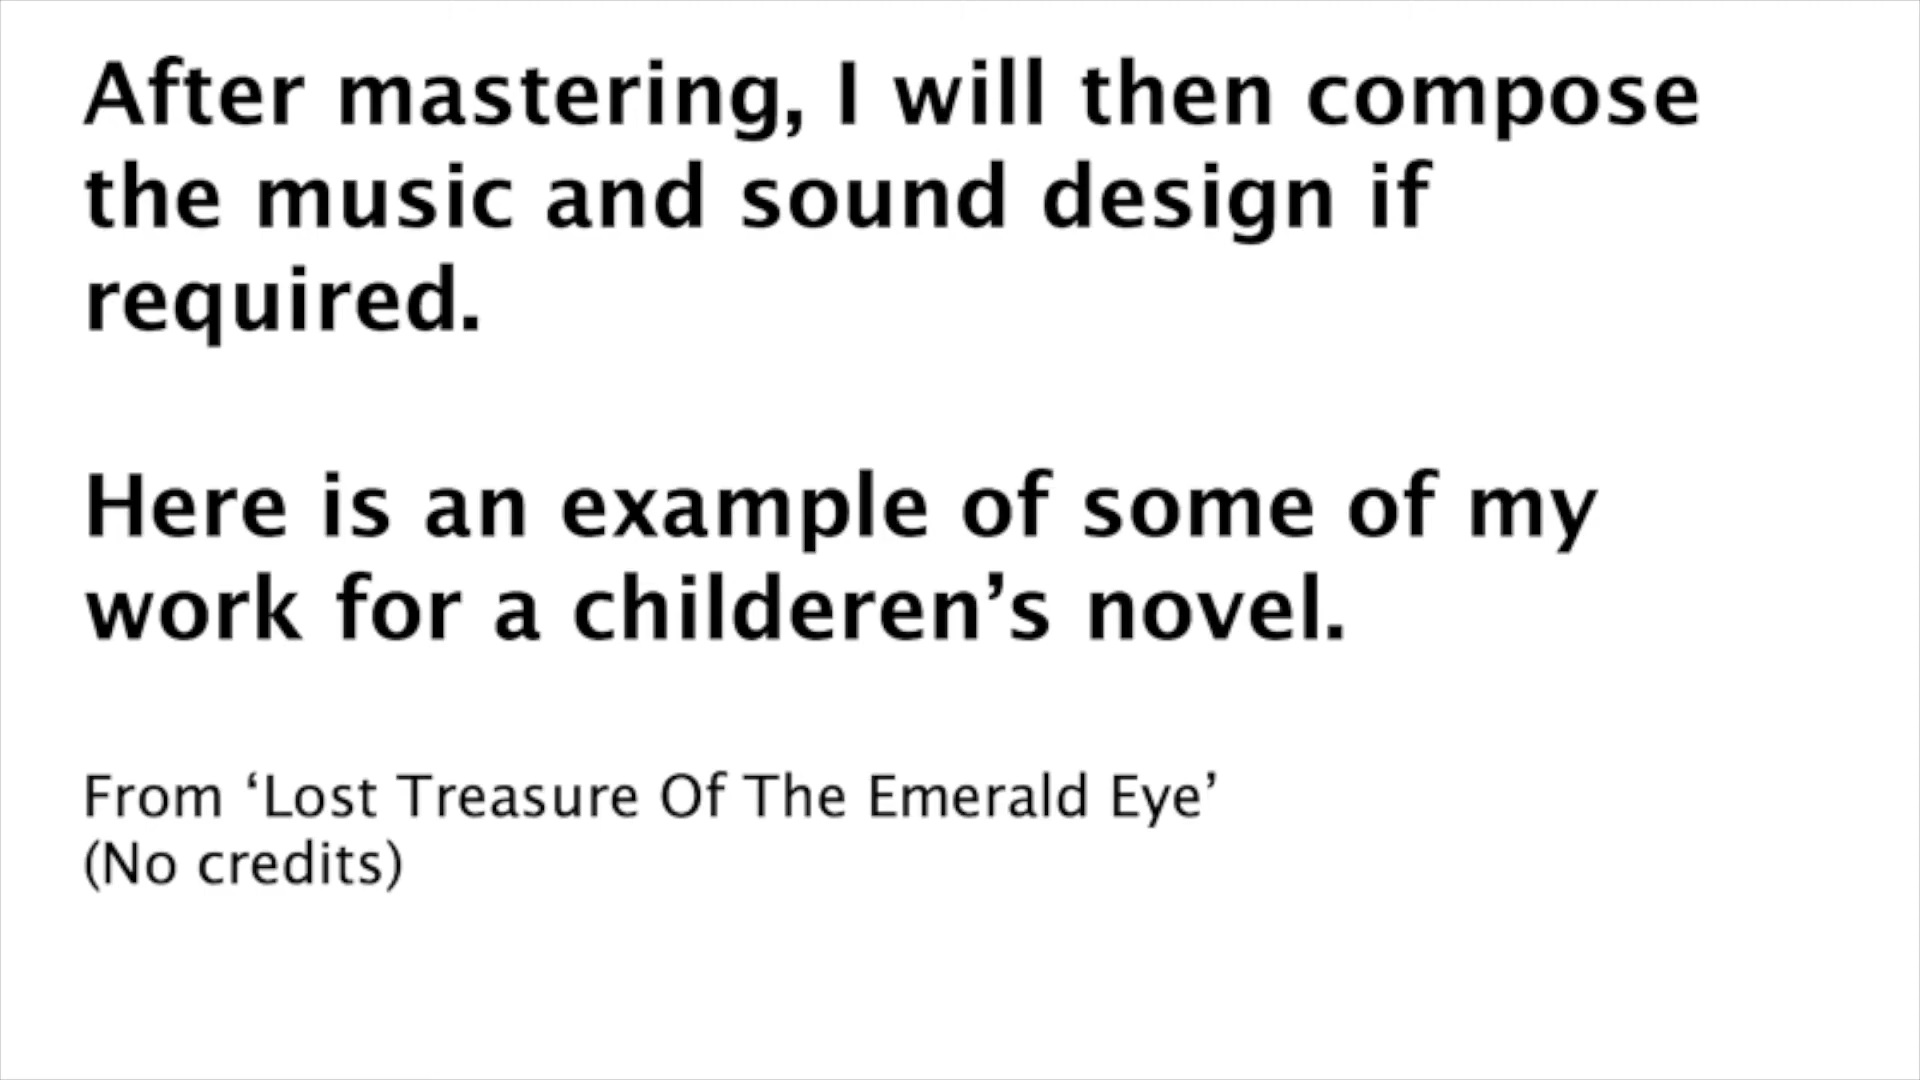 After mastering, I will then compose
the music and sound design if
required.
Here is an example of some of my
work for a childeren’s novel.
From ‘Lost Treasure Of The Emerald Eye’
(No credits)